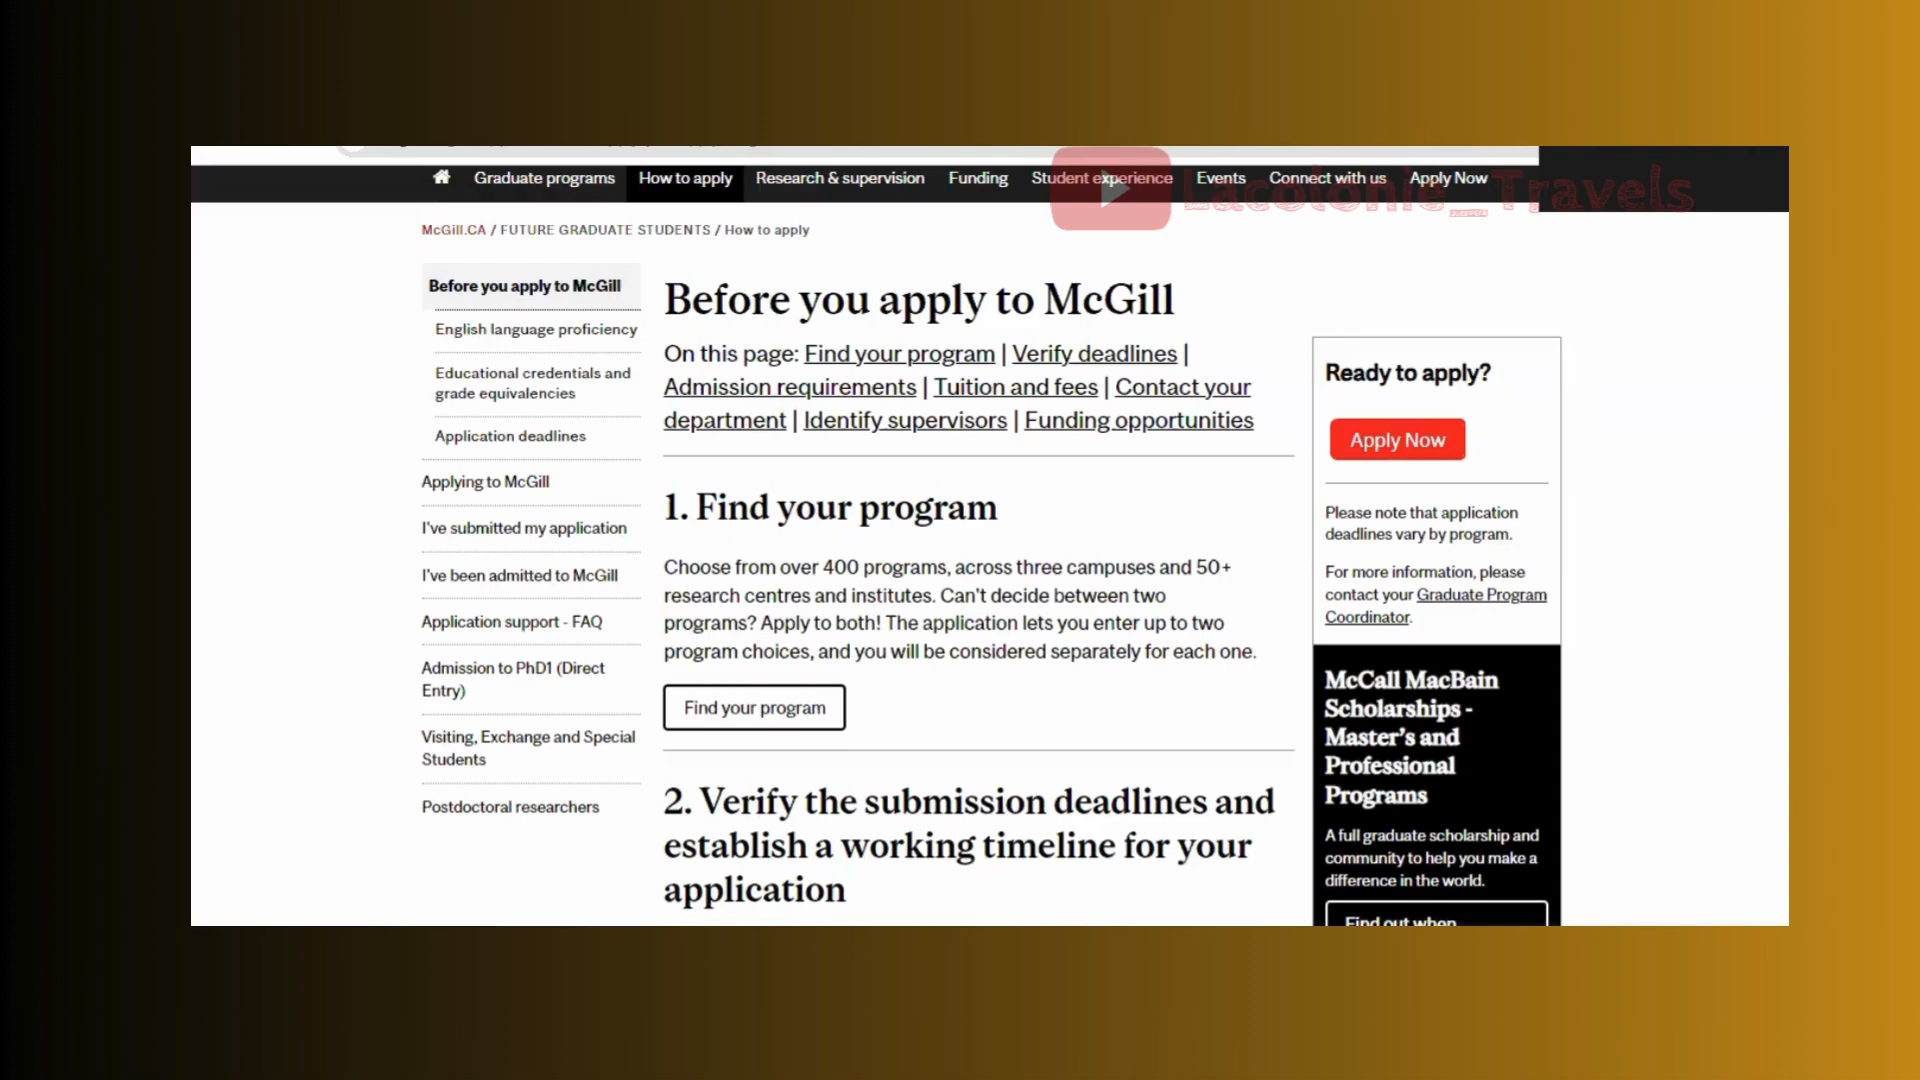 Graduate programs How to apply Research & supervision Funding Student experience Events Connect with us Apply Now
Lacolonie_Travels
McGill.CA / FUTURE GRADUATE STUDENTS / How to apply
Before you apply to McGill
English language proficiency
Educational credentials and
grade equivalencies
Application deadlines
Applying to McGill
I've submitted my application
I've been admitted to McGill
Application support - FAQ
Admission to PhD1 (Direct
Entry)
Visiting, Exchange and Special
Students
Postdoctoral researchers
Before you apply to McGill
On this page: Find your program | Verify deadlines |
Admission requirements | Tuition and fees | Contact your
department | Identify supervisors | Funding opportunities
1. Find your program
Choose from over 400 programs, across three campuses and 50+
research centres and institutes. Can't decide between two
programs? Apply to both! The application lets you enter up to two
program choices, and you will be considered separately for each one.
Find your program
2. Verify the submission deadlines and
establish a working timeline for your
application
Ready to apply?
Apply Now
Please note that application
deadlines vary by program.
For more information, please
contact your Graduate Program
Coordinator.
McCall MacBain
Scholarships -
Master's and
Professional
Programs
A full graduate scholarship and
community to help you make a
difference in the world.
Find out when